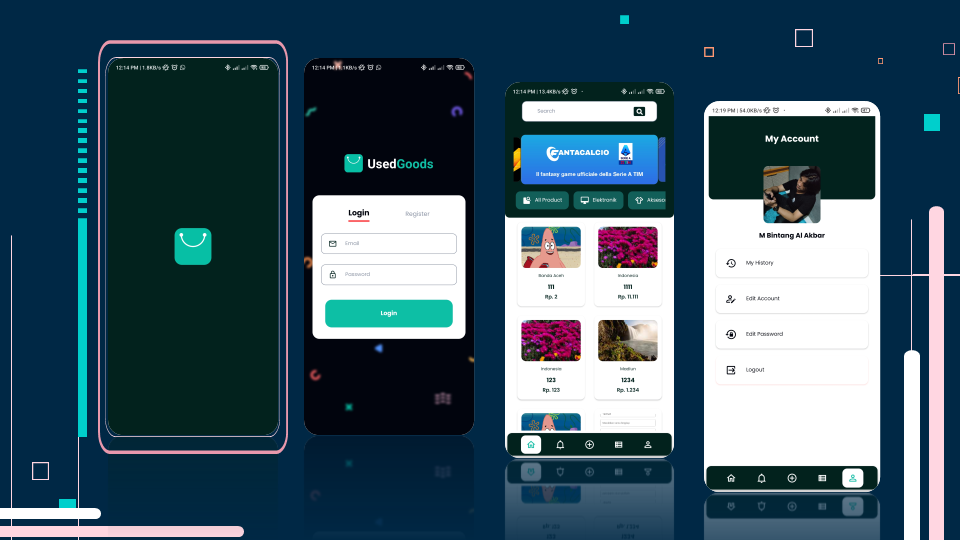 12:14 PM | 1.8KB/s
12:14 PM | 5.1KB/s
UsedGoods
Login
Register
Email
Password
Login
12:14 PM | 13.4KB/s
Search
FANTACALCIO
SERIE A
Il fantasy game ufficiale della Serie A TIM
All Product
Elektronik
Aksesor
Banda Aceh
111
Rp. 2
Indonesia
1111
Rp. 11.111
Indonesia
123
Rp. 123
Madiun
1234
Rp. 1.234
12:19 PM | 54.0KB/s
My Account
M Bintang Al Akbar
My History
Edit Account
Edit Password
Logout